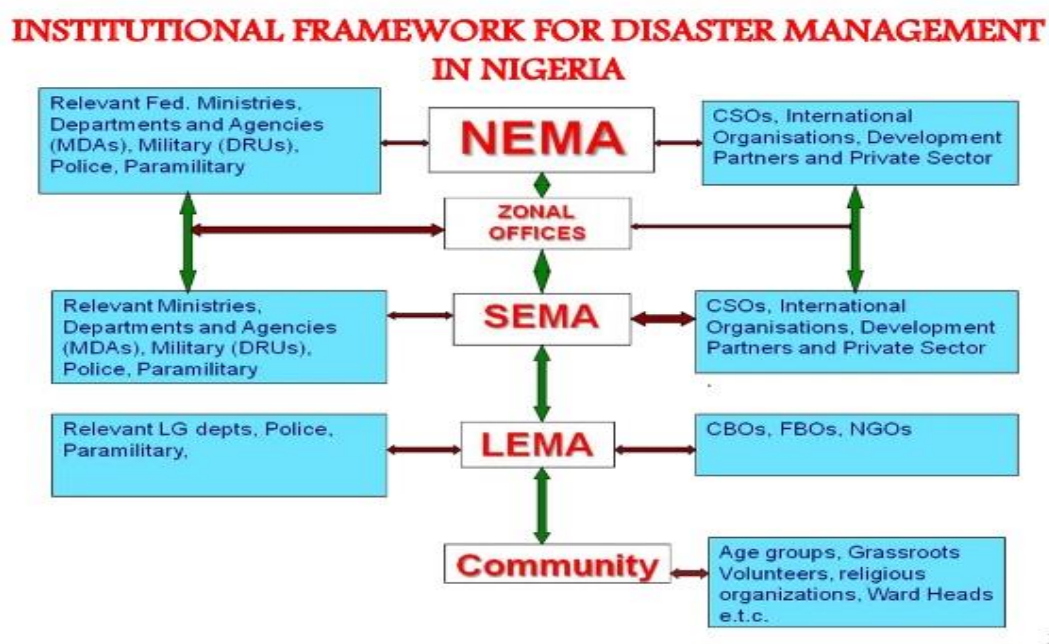 INSTITUTIONAL FRAMEWORK FOR DISASTER MANAGEMENT
IN NIGERIA
Relevant Fed. Ministries,
Departments and Agencies
(MDAs), Military (DRUs),
Police, Paramilitary
NEMA
CSOs, International
Organisations, Development
Partners and Private Sector
ZONAL
OFFICES
Relevant Ministries,
Departments and Agencies
(MDAs), Military (DRUs),
Police, Paramilitary
SEMA
CSOs, International
Organisations, Development
Partners and Private Sector
Relevant LG depts, Police,
Paramilitary,
LEMA
CBOs, FBOs, NGOs
Community
Age groups, Grassroots
Volunteers, religious
organizations, Ward Heads
e.t.c.